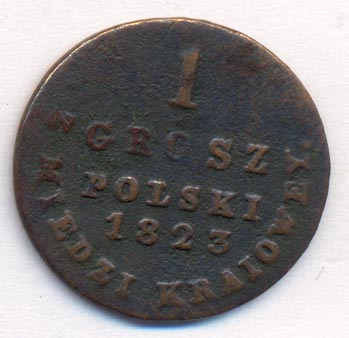 1
GROSZ
POLSKI
1823
Z MIEDZI KRAIOWEY.